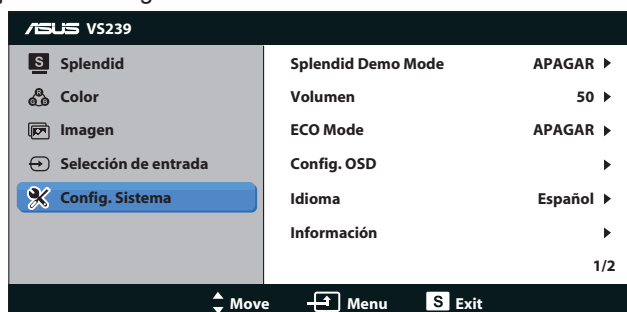 ASUS VS239
S Splendid
Color
Imagen
Selección de entrada
Config. Sistema
Splendid Demo Mode APAGAR
Volumen 50
ECO Mode APAGAR
Config. OSD
Idioma Español
Información
1/2
Move Menu S Exit